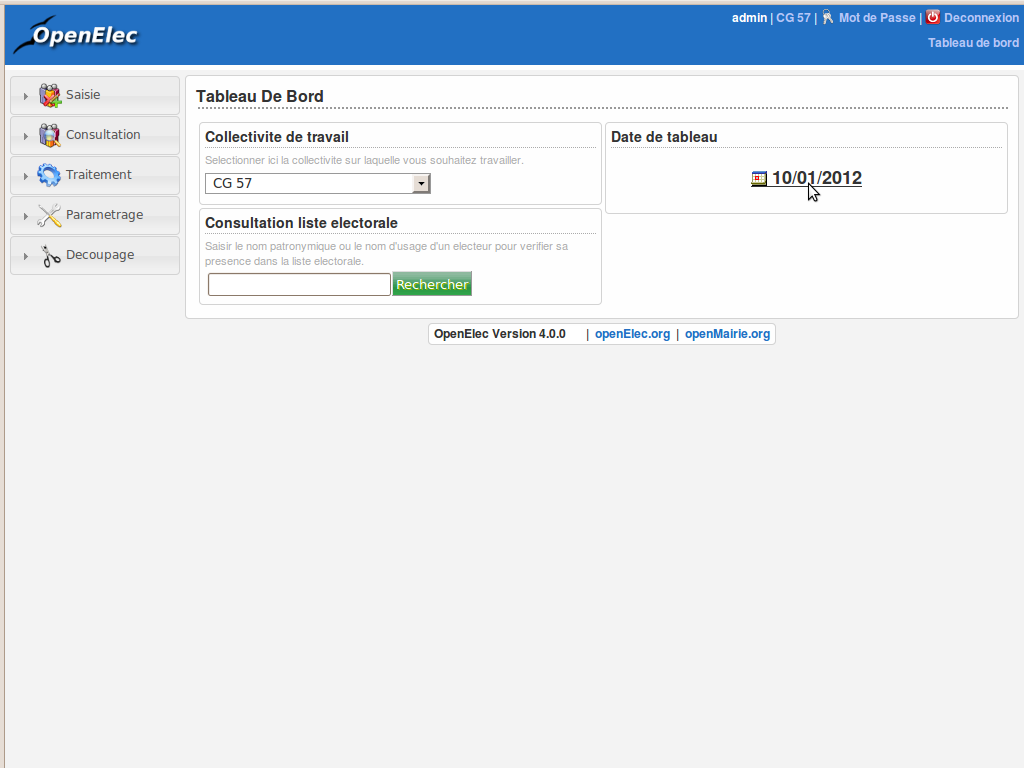 OpenElec
admin | CG 57 | Mot de Passe | Deconnexion
Tableau de bord
Saisie
Consultation
Traitement
Parametrage
Decoupage
Tableau De Bord
Collectivite de travail
Selectionner ici la collectivite sur laquelle vous souhaitez travailler.
CG 57
Consultation liste electorale
Saisir le nom patronymique ou le nom d'usage d'un electeur pour verifier sa
presence dans la liste electorale.
Rechercher
Date de tableau
10/01/2012
OpenElec Version 4.0.0 | openElec.org | openMairie.org